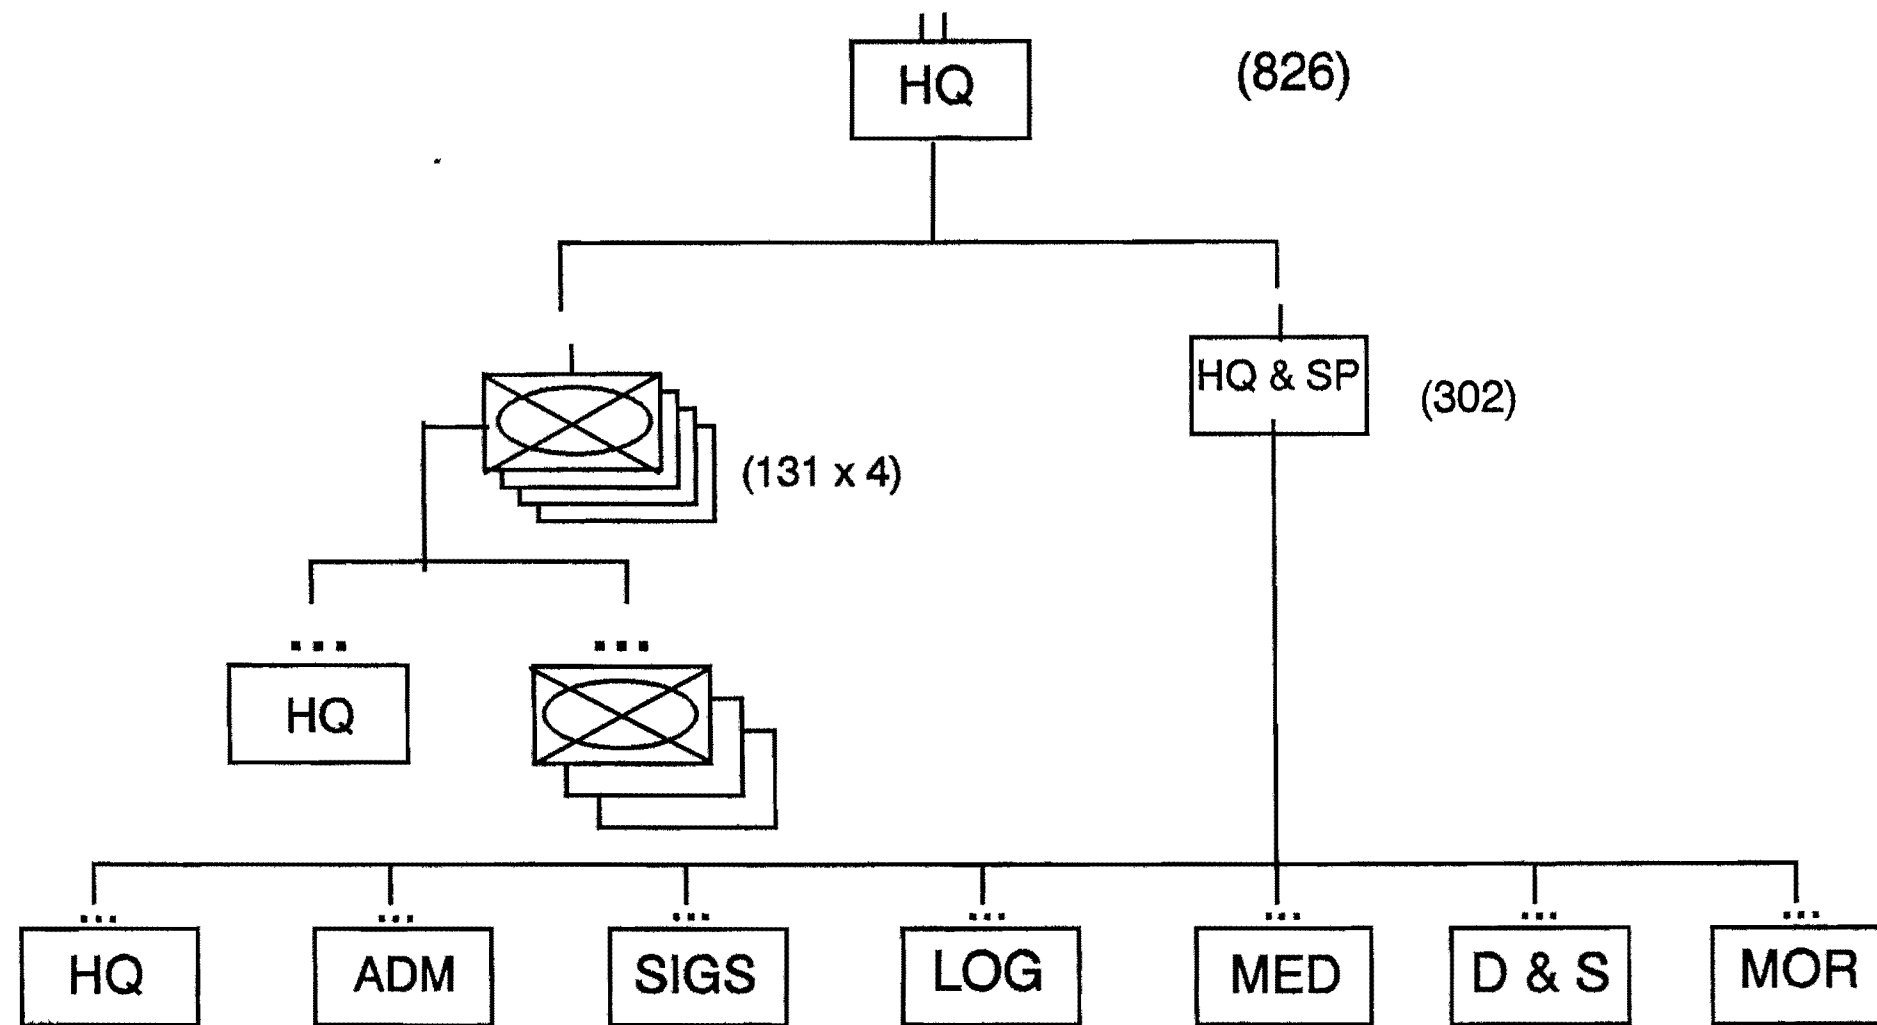 HQ
(826)
HQ & SP
(302)
(131 x 4)
HQ
HQ
ADM
SIGS
LOG
MED
D & S
MOR